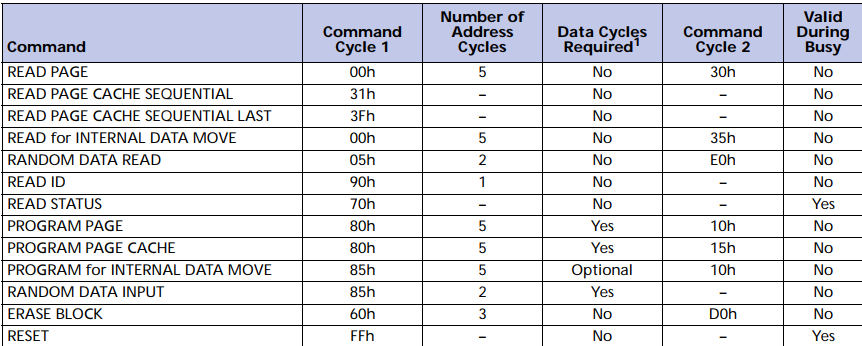 Command | Command Cycle 1 | Number of Address Cycles | Data Cycles Required1 | Command Cycle 2 | Valid During Busy
READ PAGE | 00h | 5 | No | 30h | No
READ PAGE CACHE SEQUENTIAL | 31h | – | No | – | No
READ PAGE CACHE SEQUENTIAL LAST | 3Fh | – | No | – | No
READ for INTERNAL DATA MOVE | 00h | 5 | No | 35h | No
RANDOM DATA READ | 05h | 2 | No | E0h | No
READ ID | 90h | 1 | No | – | No
READ STATUS | 70h | – | No | – | Yes
PROGRAM PAGE | 80h | 5 | Yes | 10h | No
PROGRAM PAGE CACHE | 80h | 5 | Yes | 15h | No
PROGRAM for INTERNAL DATA MOVE | 85h | 5 | Optional | 10h | No
RANDOM DATA INPUT | 85h | 2 | Yes | – | No
ERASE BLOCK | 60h | 3 | No | D0h | No
RESET | FFh | – | No | – | Yes